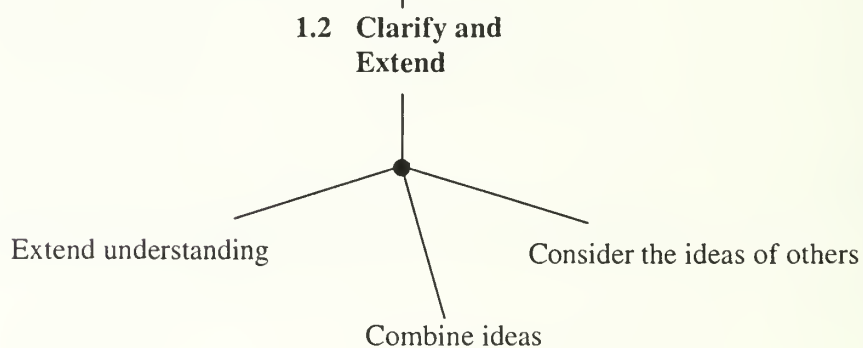 1.2 Clarify and
Extend
Extend understanding
Consider the ideas of others
Combine ideas